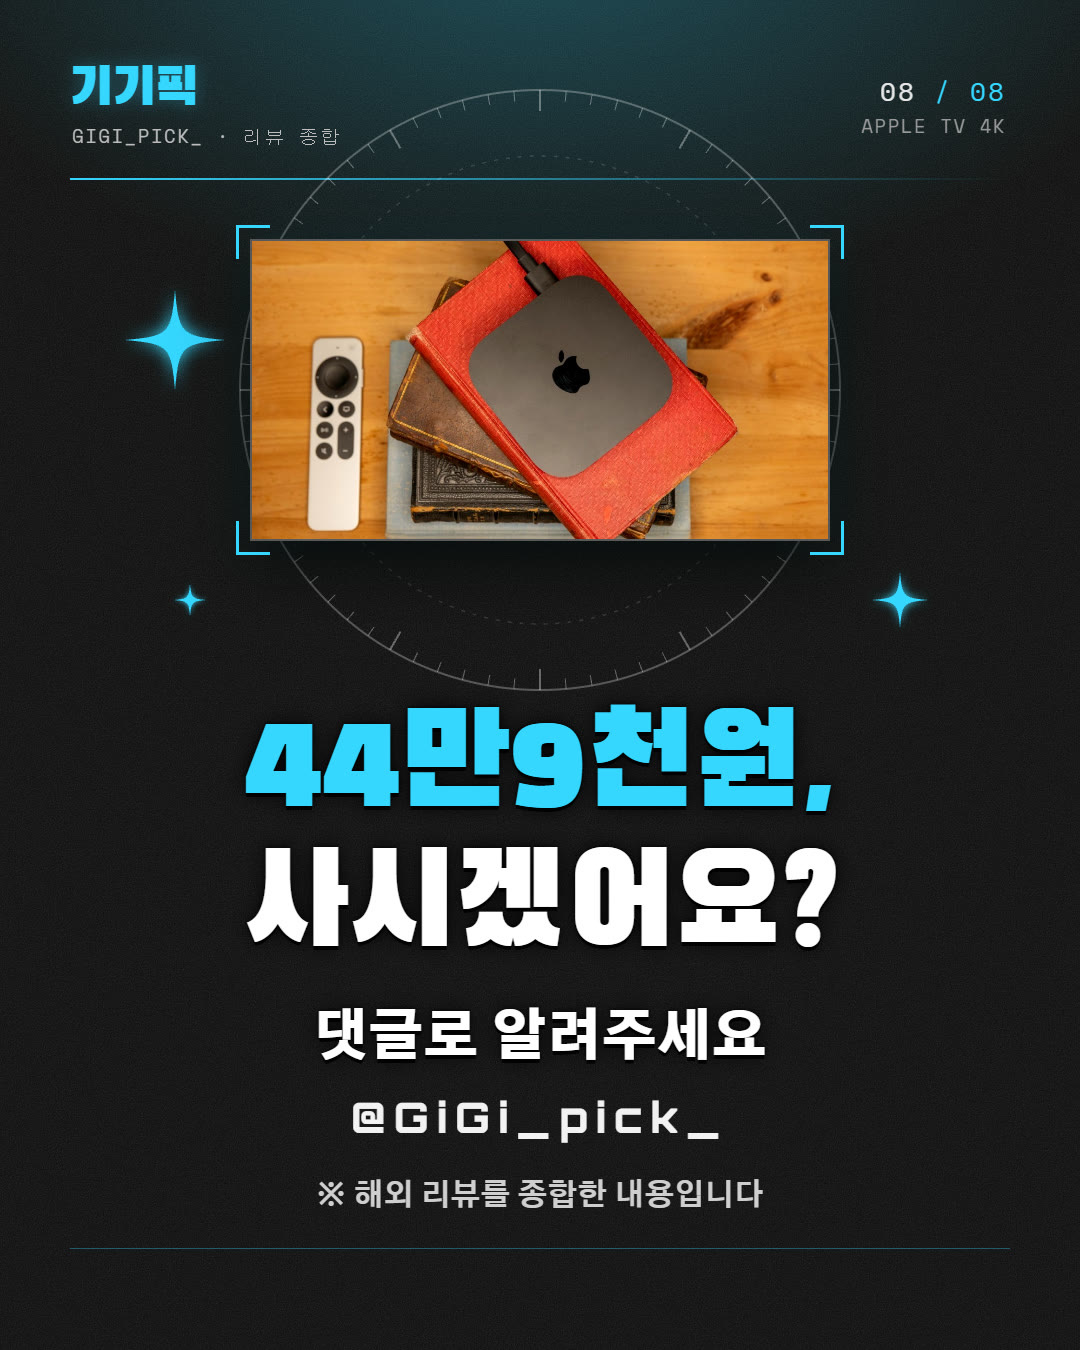 기기픽
GIGI_PICK_ · 리뷰 종합
08 / 08
APPLE TV 4K
44만9천원,
사시겠어요?
댓글로 알려주세요
@GiGi_pick_
※ 해외 리뷰를 종합한 내용입니다